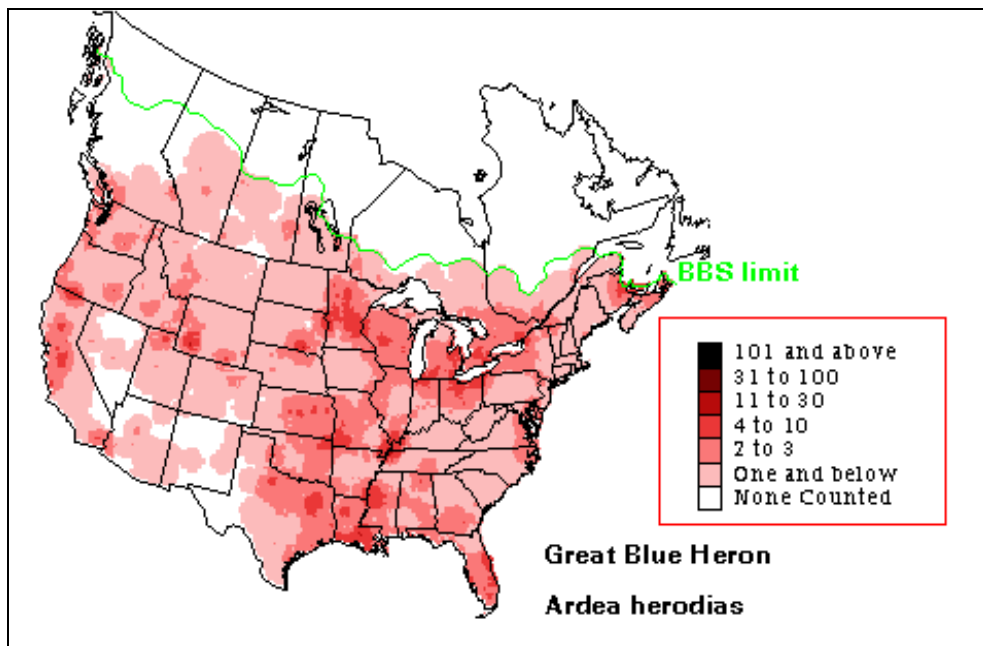 BBS limit
101 and above
31 to 100
11 to 30
4 to 10
2 to 3
One and below
None Counted
Great Blue Heron
Ardea herodias